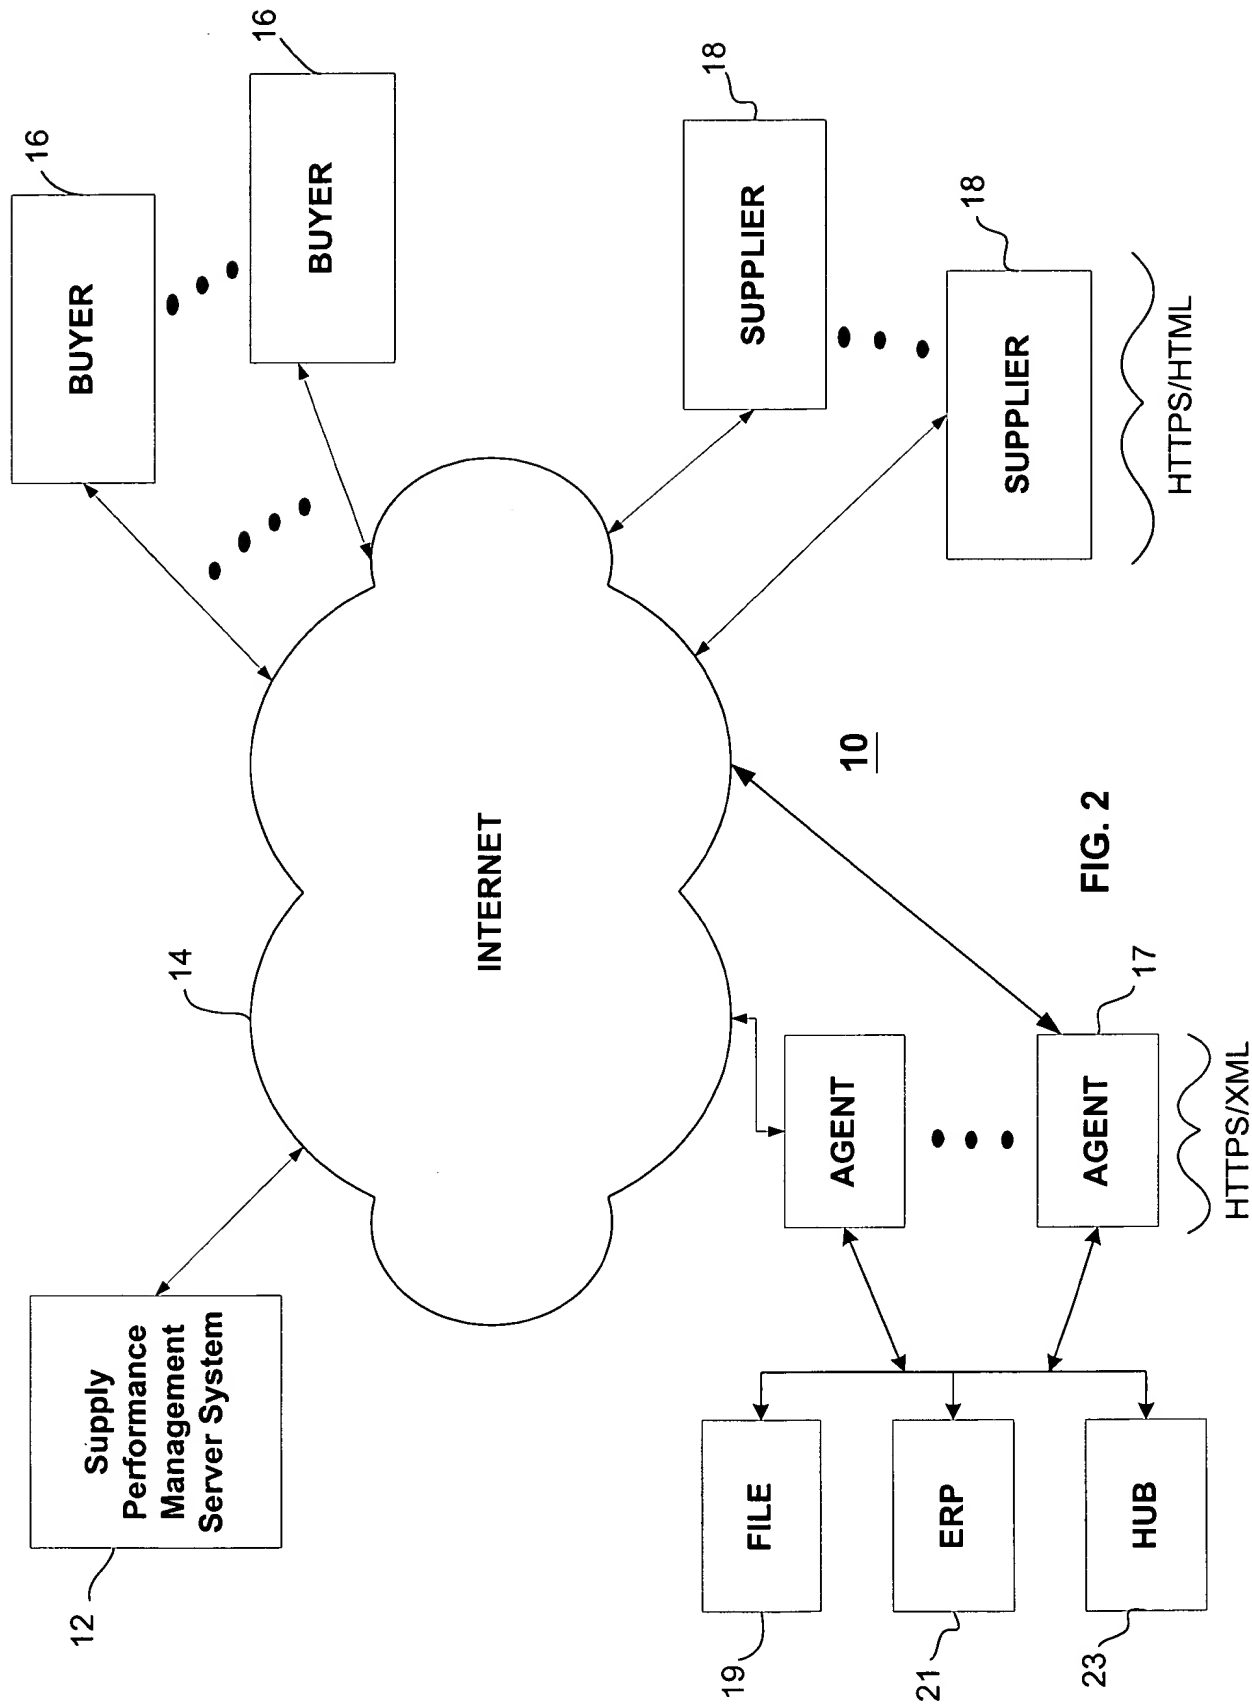 12
Supply
Performance
Management
Server System
14
INTERNET
16
BUYER
16
BUYER
18
SUPPLIER
18
SUPPLIER
HTTPS/HTML
19
FILE
21
ERP
23
HUB
AGENT
AGENT
17
HTTPS/XML
10
FIG. 2